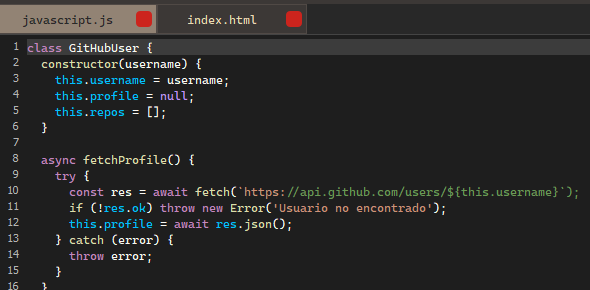 javascript.js index.html
1 class GitHubUser {
2   constructor(username) {
3     this.username = username;
4     this.profile = null;
5     this.repos = [];
6   }
7
8   async fetchProfile() {
9     try {
10       const res = await fetch(`https://api.github.com/users/${this.username}`);
11       if (!res.ok) throw new Error('Usuario no encontrado');
12       this.profile = await res.json();
13     } catch (error) {
14       throw error;
15     }
16   }